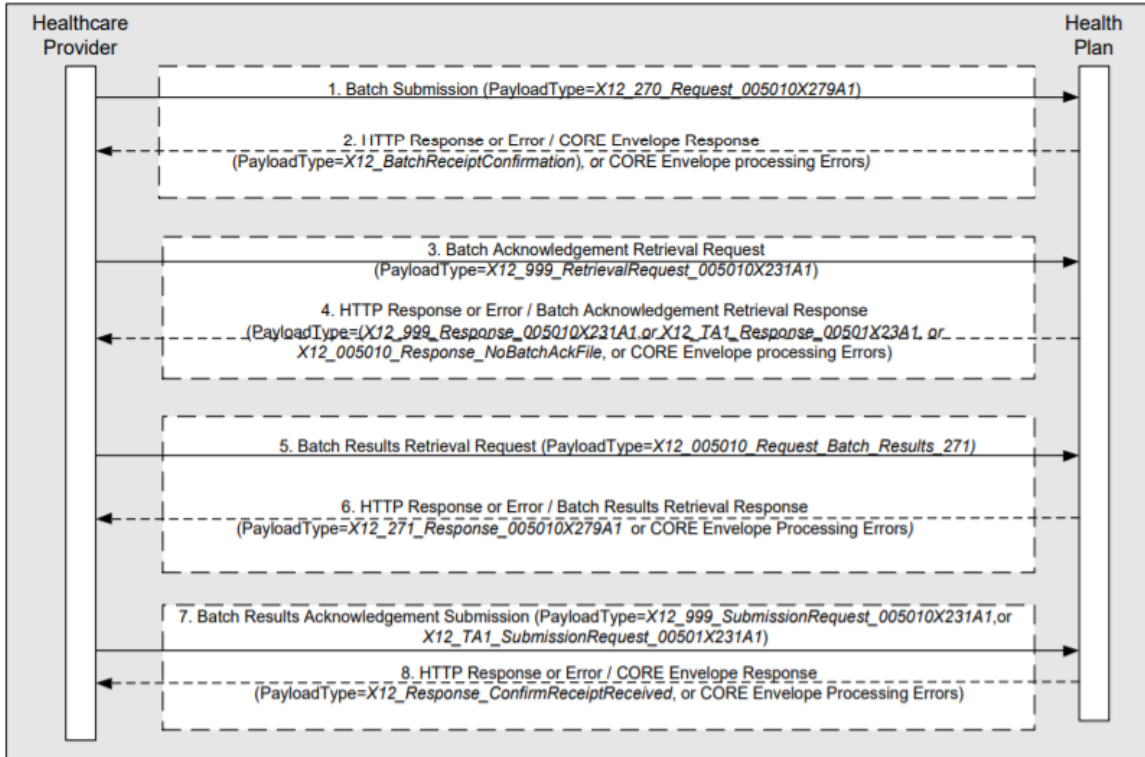 Healthcare
Provider
Health
Plan
1. Batch Submission (PayloadType=X12_270_Request_005010X279A1)
2. HTTP Response or Error / CORE Envelope Response
(PayloadType=X12_BatchReceiptConfirmation), or CORE Envelope processing Errors)
3. Batch Acknowledgement Retrieval Request
(PayloadType=X12_999_RetrievalRequest_005010X231A1)
4. HTTP Response or Error / Batch Acknowledgement Retrieval Response
(PayloadType=(X12_999_Response_005010X231A1,or X12_TA1_Response_00501X23A1, or
X12_005010_Response_NoBatchAckFile, or CORE Envelope processing Errors)
5. Batch Results Retrieval Request (PayloadType=X12_005010_Request_Batch_Results_271)
6. HTTP Response or Error / Batch Results Retrieval Response
(PayloadType=X12_271_Response_005010X279A1 or CORE Envelope Processing Errors)
7. Batch Results Acknowledgement Submission (PayloadType=X12_999_SubmissionRequest_005010X231A1,or
X12_TA1_SubmissionRequest_00501X231A1)
8. HTTP Response or Error / CORE Envelope Response
(PayloadType=X12_Response_ConfirmReceiptReceived, or CORE Envelope Processing Errors)